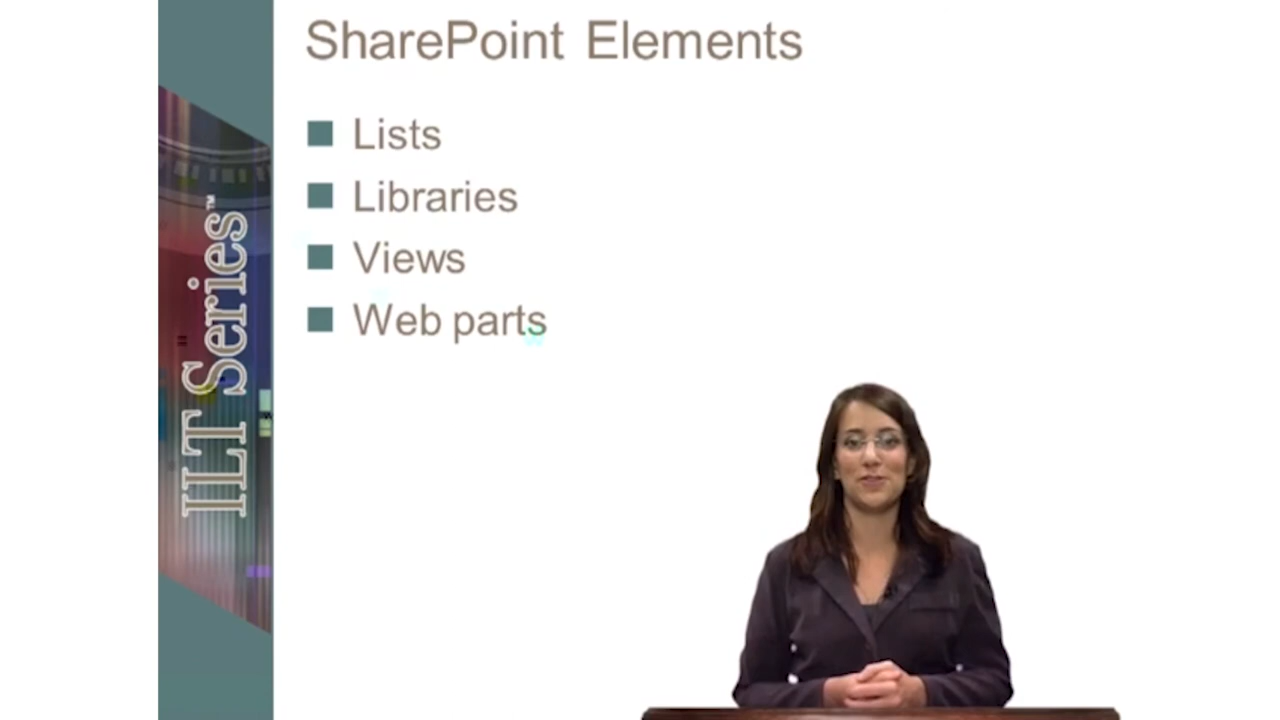 SharePoint Elements
Lists
Libraries
Views
Web parts
ILT Series™